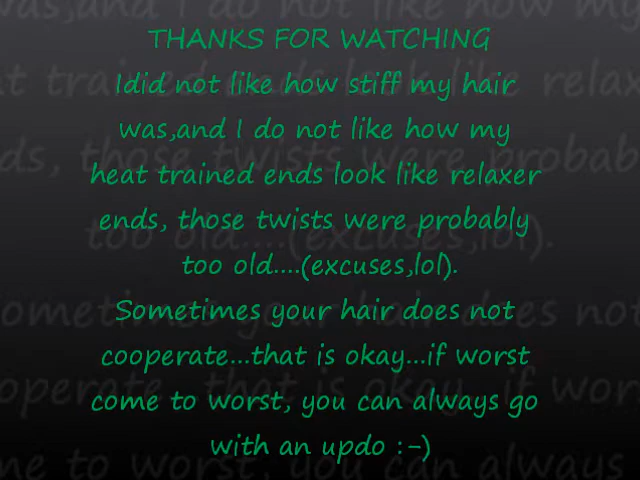 THANKS FOR WATCHING
Idid not like how stiff my hair
was,and I do not like how my
heat trained ends look like relaxer
ends, those twists were probably
too old....(excuses,lol).
Sometimes your hair does not
cooperate...that is okay...if worst
come to worst, you can always go
with an updo :-)